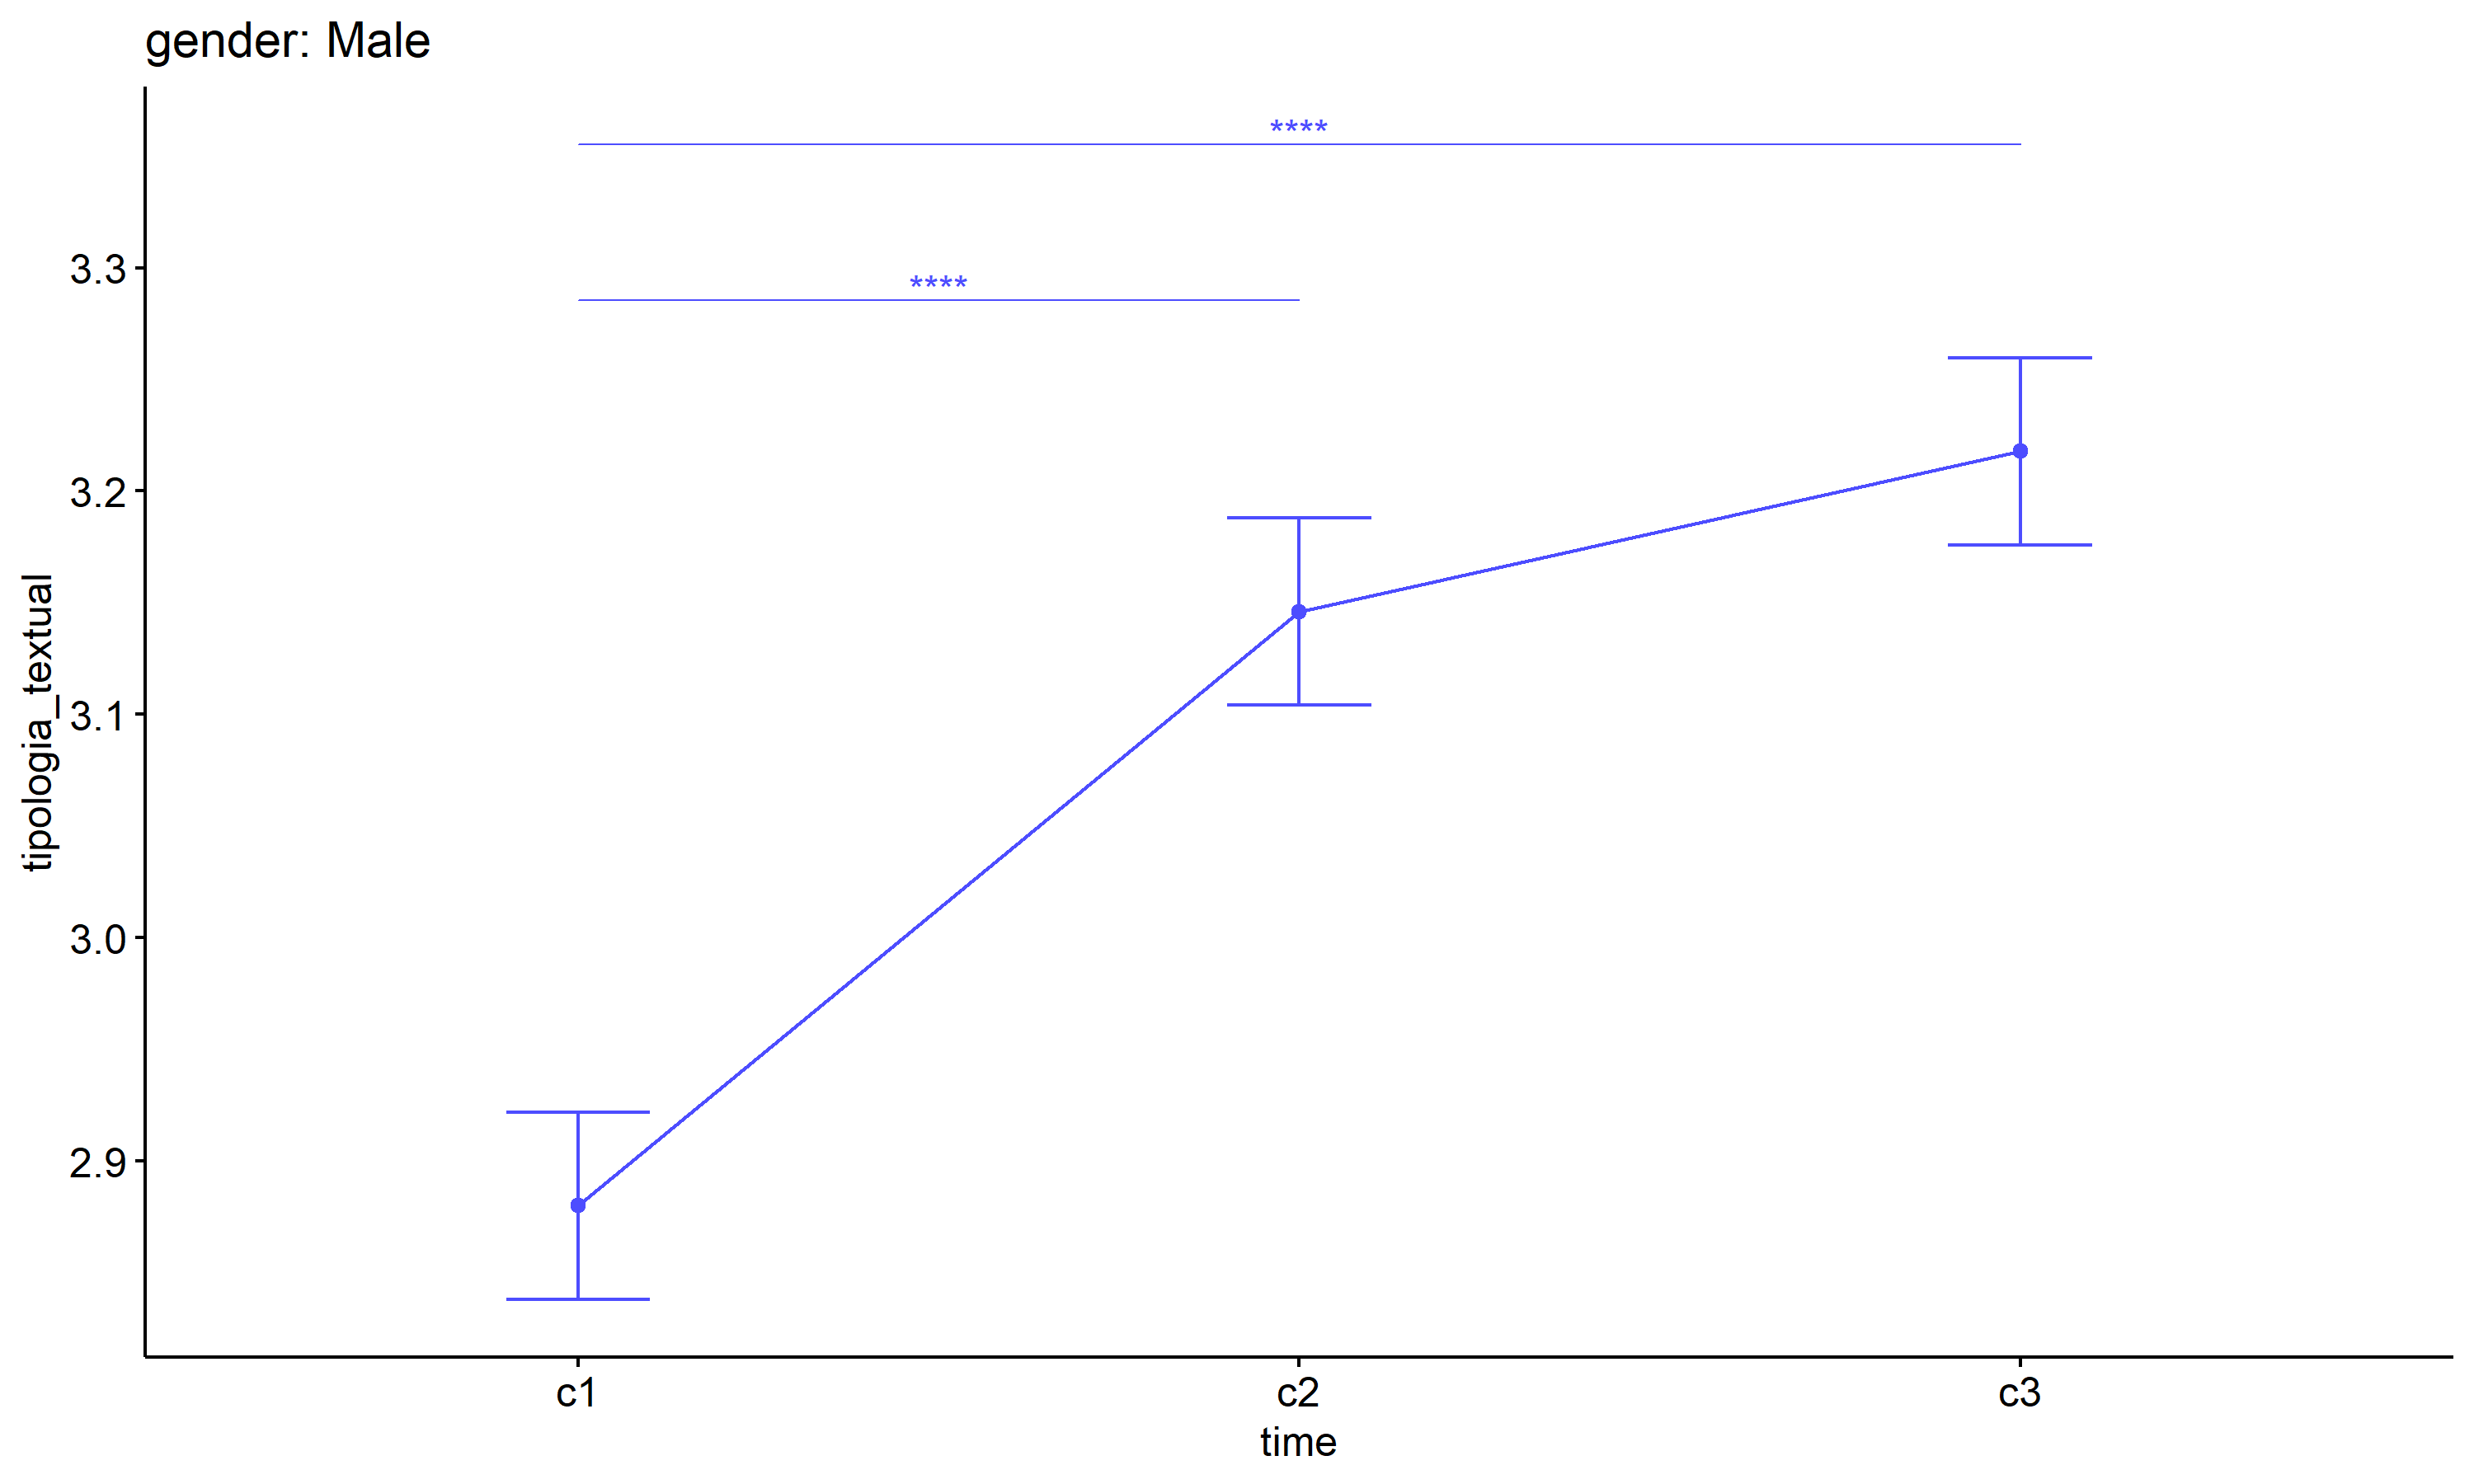 gender: Male
****
****
3.3
3.2
3.1
3.0
2.9
tipologia_textual
c1
c2
c3
time